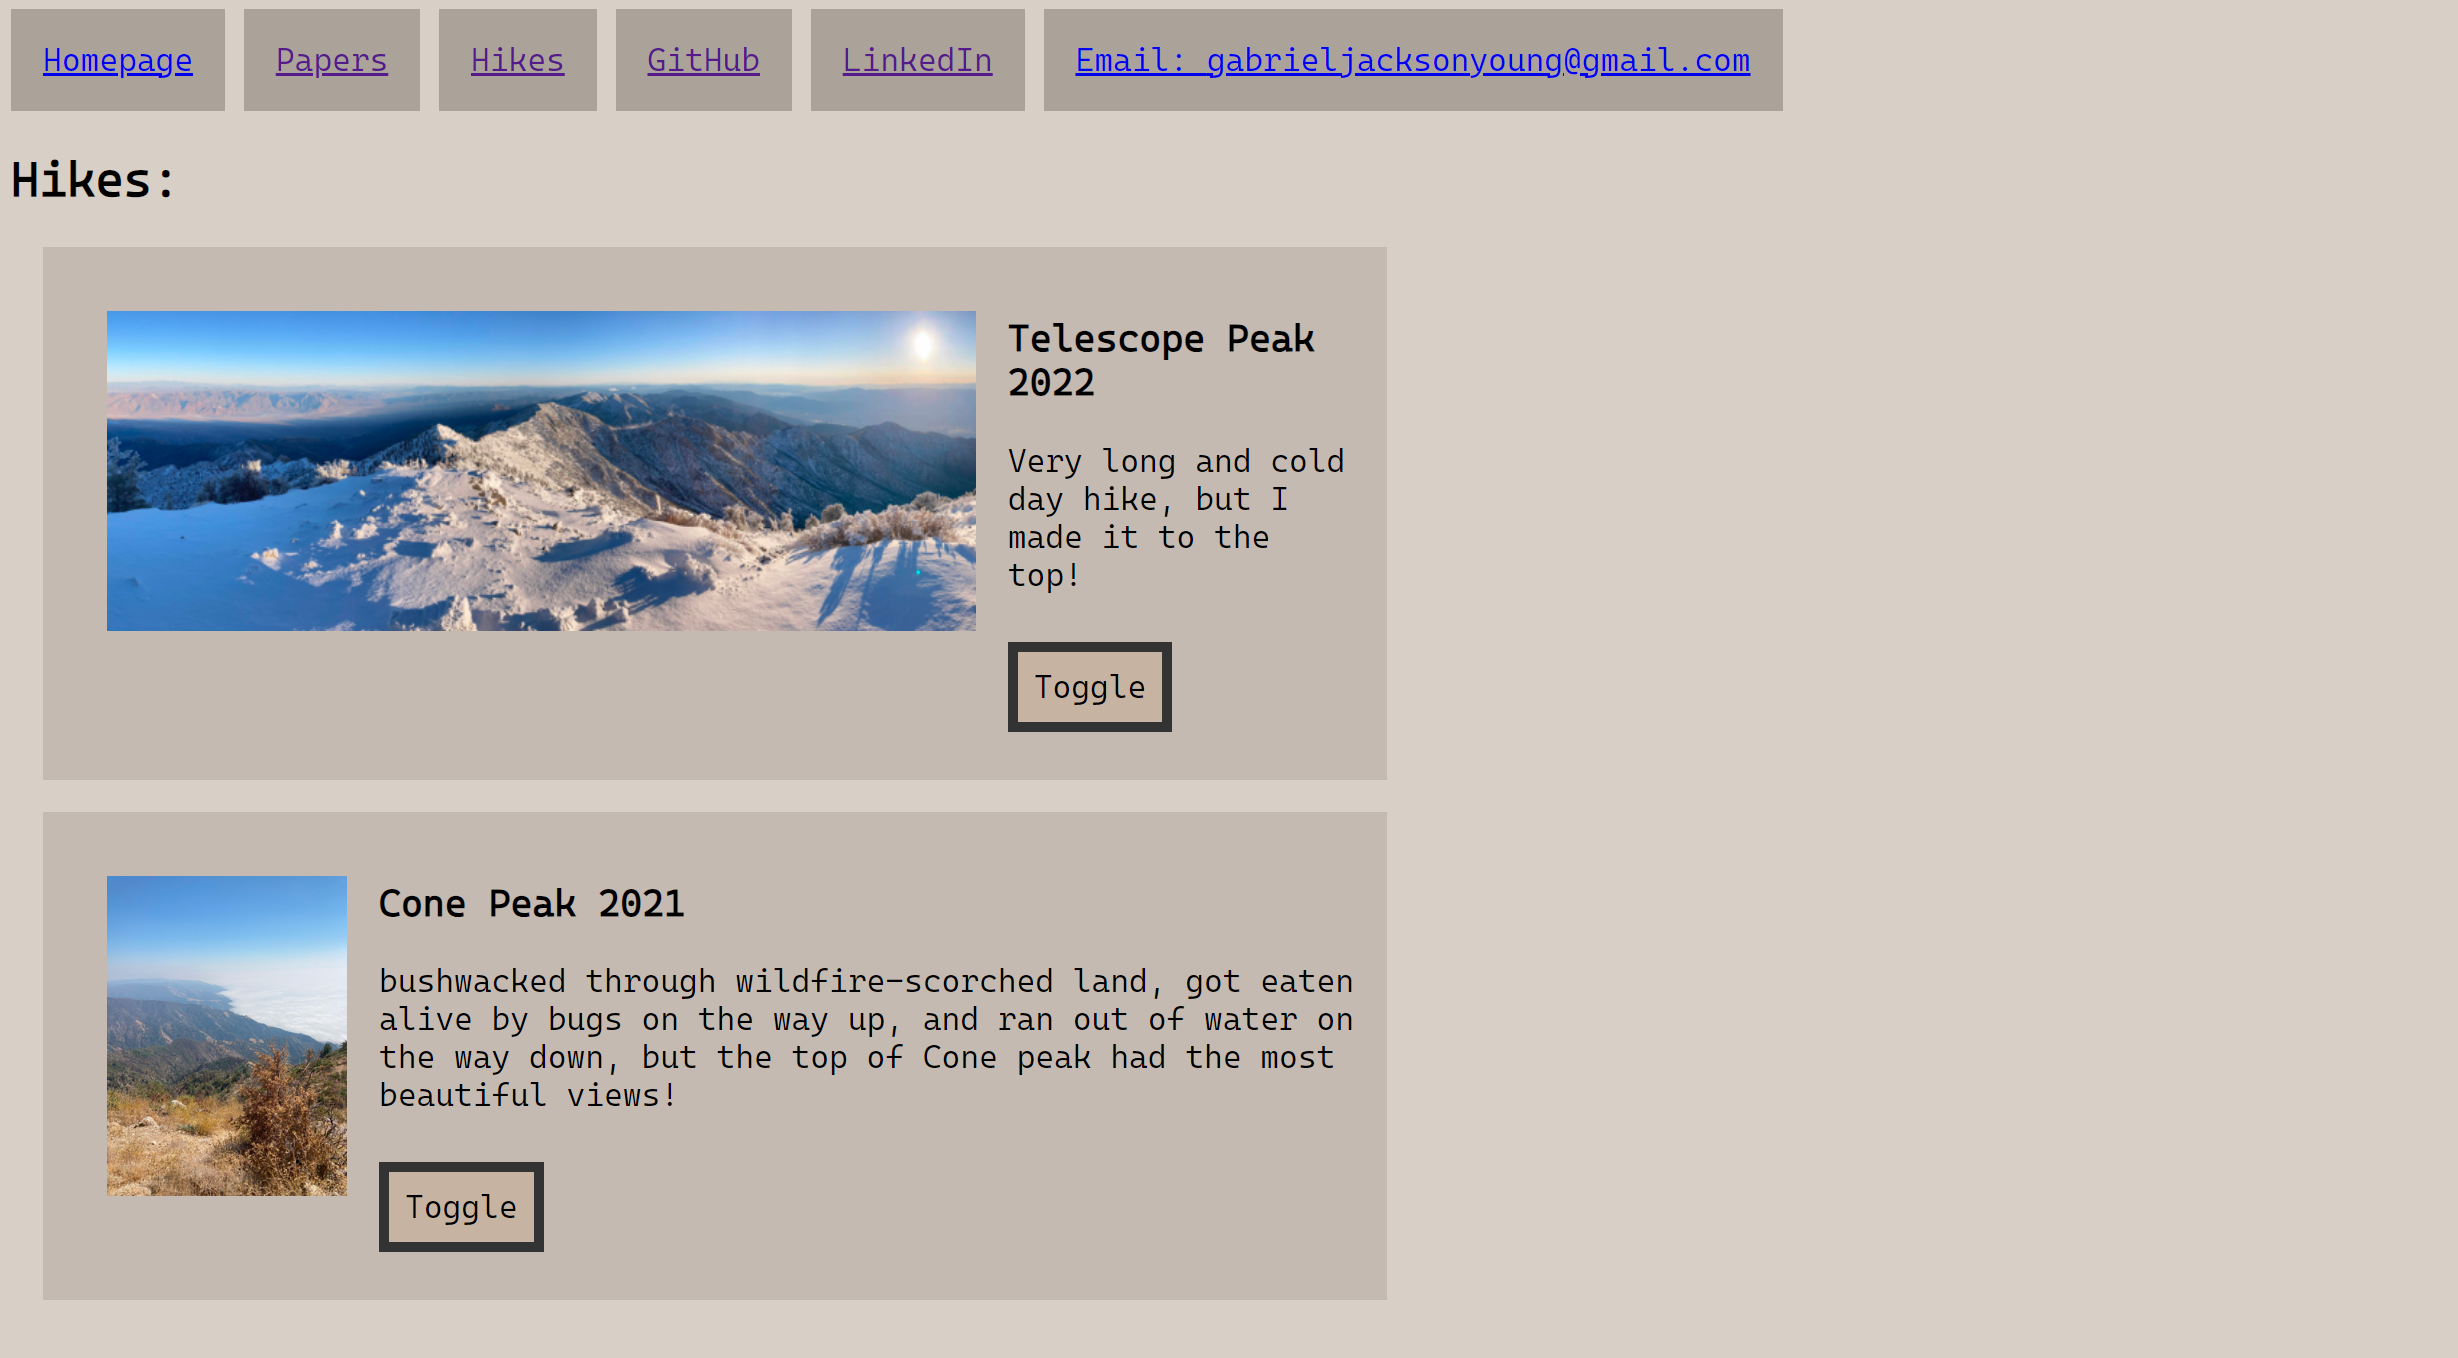 Homepage Papers Hikes GitHub LinkedIn Email: gabrieljacksonyoung@gmail.com
Hikes:
Telescope Peak
2022
Very long and cold
day hike, but I
made it to the
top!
Toggle
Cone Peak 2021
bushwacked through wildfire-scorched land, got eaten
alive by bugs on the way up, and ran out of water on
the way down, but the top of Cone peak had the most
beautiful views!
Toggle